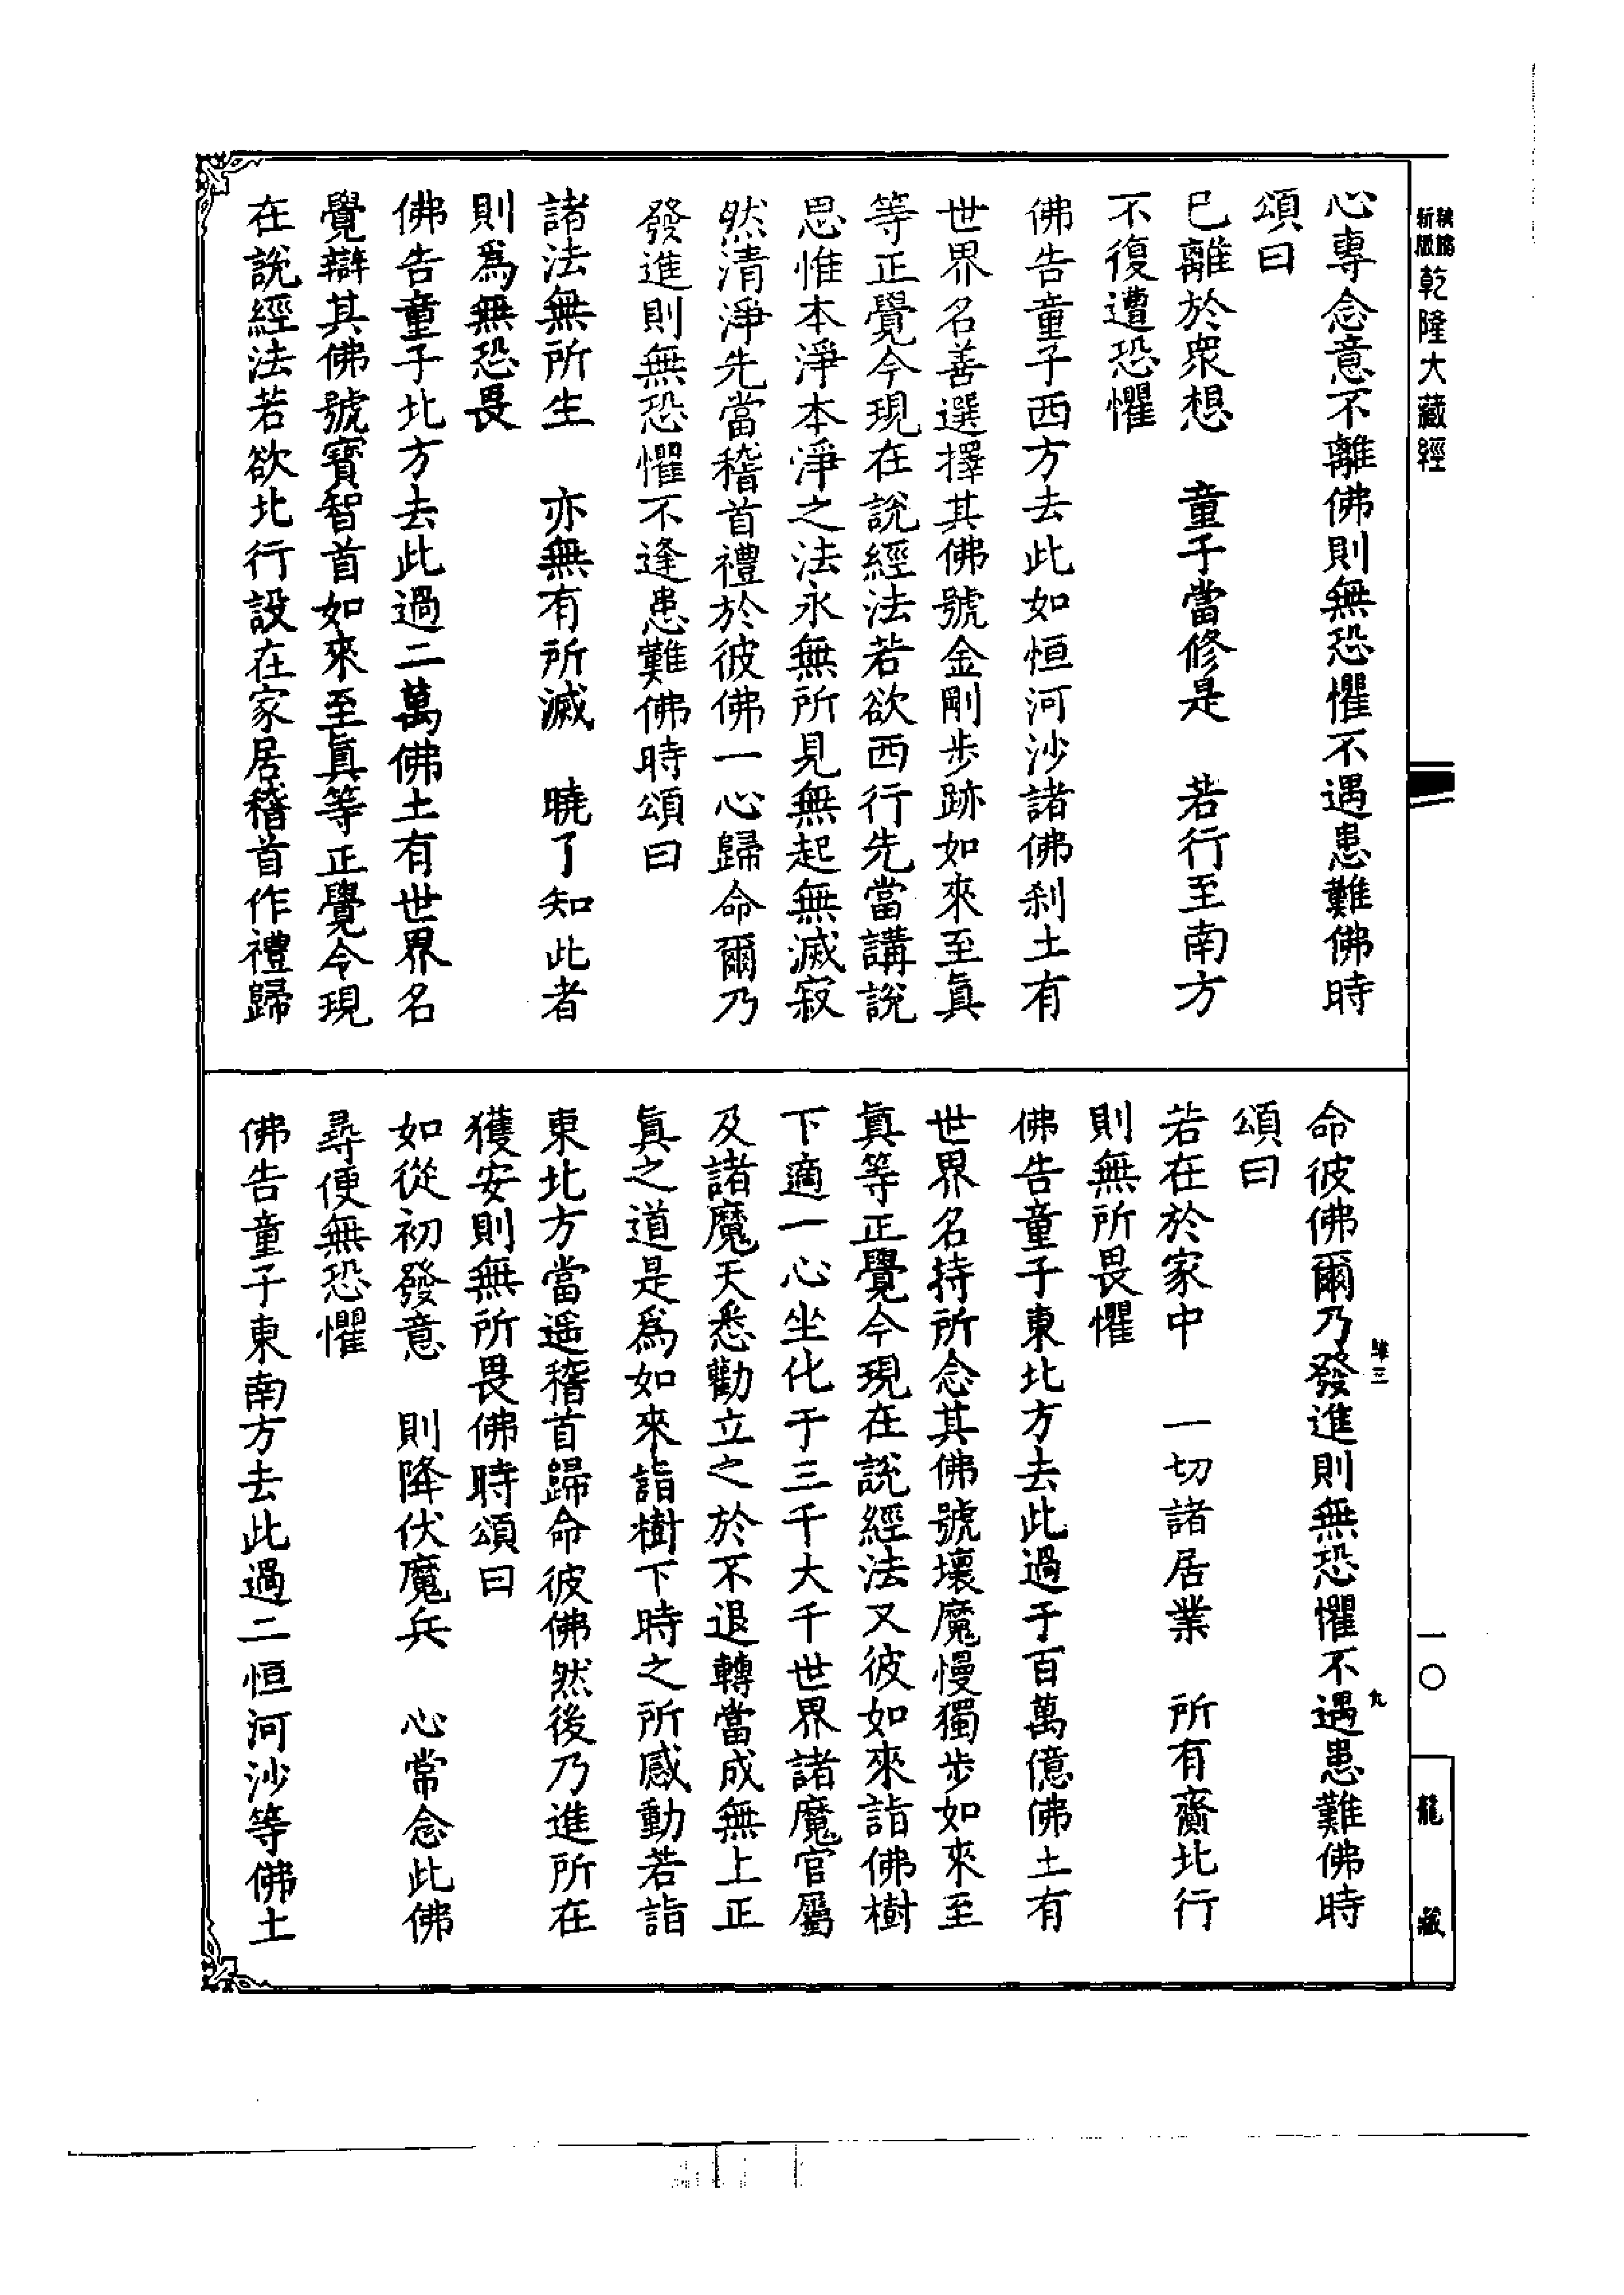 乾隆大藏經
一〇
龍藏
心專念意不離佛則無恐懼不遇患難佛時
頌曰
已離於衆想　童子當修是　若行至南方
不復遭恐懼
佛告童子西方去此如恒河沙諸佛刹土有
世界名善選擇其佛號金剛步跡如來至眞
等正覺今現在說經法若欲西行先當講說
思惟本淨本淨之法永無所見無起無滅寂
然清淨先當稽首禮於彼佛一心歸命爾乃
發進則無恐懼不逢患難佛時頌曰
諸法無所生　亦無有所滅　曉了知此者
則爲無恐畏
佛告童子北方去此過二萬佛土有世界名
覺辯其佛號寶智首如來至眞等正覺今現
在說經法若欲北行設在家居稽首作禮歸
命彼佛爾乃發進則無恐懼不遇患難佛時
頌曰
若在於家中　一切諸居業　所有齎北行
則無所畏懼
佛告童子東北方去此過于百萬億佛土有
世界名持所念其佛號壞魔慢獨步如來至
眞等正覺今現在說經法又彼如來詣佛樹
下適一心坐化于三千大千世界諸魔官屬
及諸魔天悉勸立之於不退轉當成無上正
眞之道是爲如來詣樹下時之所感動若詣
東北方當遥稽首歸命彼佛然後乃進所在
獲安則無所畏佛時頌曰
如從初發意　則降伏魔兵　心常念此佛
尋便無恐懼
佛告童子東南方去此過二恒河沙等佛土